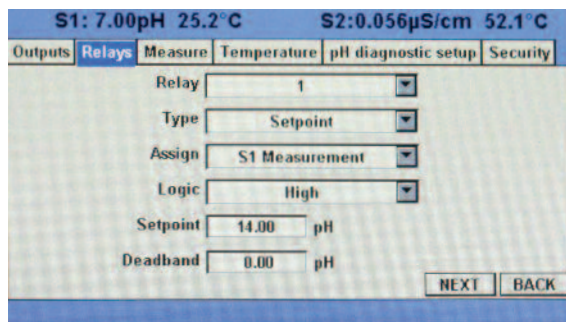 S1: 7.00pH 25.2°C S2:0.056µS/cm 52.1°C
Outputs Relays Measure Temperature pH diagnostic setup Security
Relay 1
Type Setpoint
Assign S1 Measurement
Logic High
Setpoint 14.00 pH
Deadband 0.00 pH
NEXT BACK